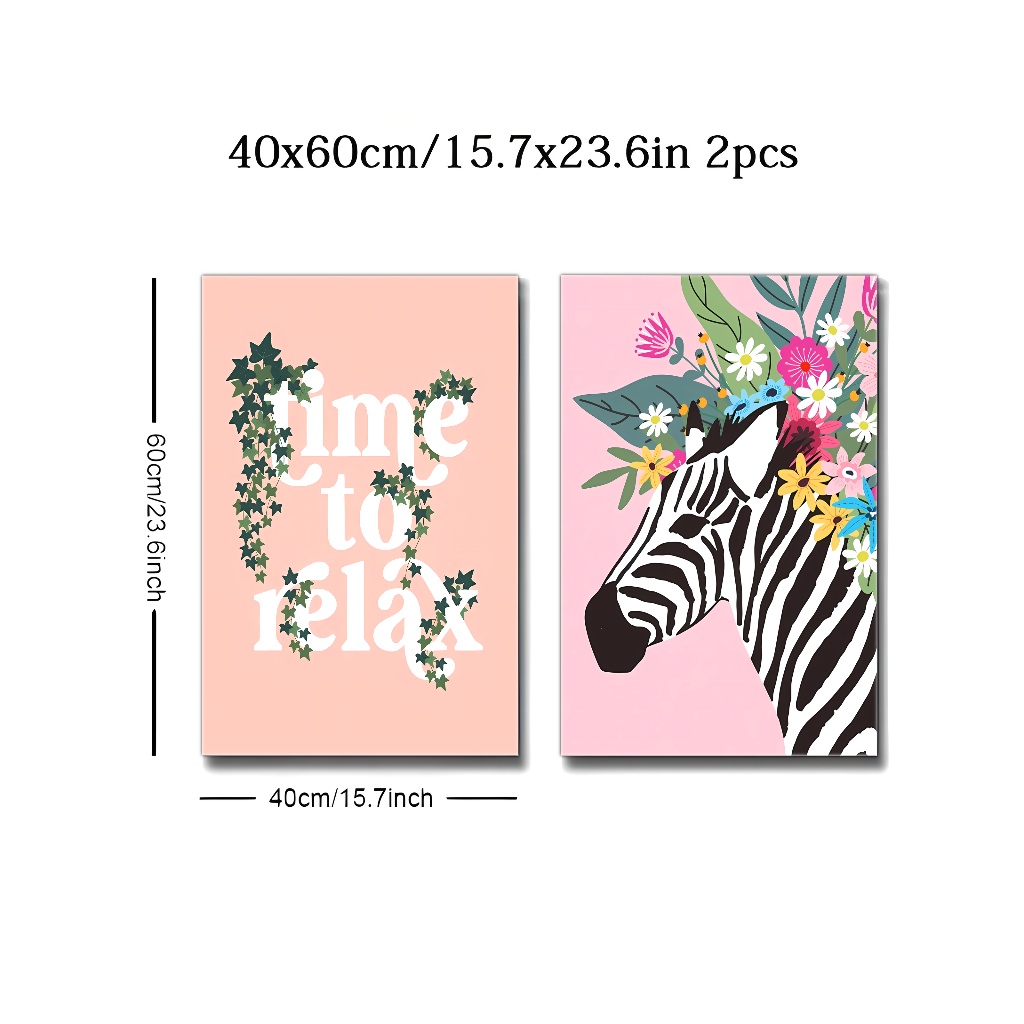 40x60cm/15.7x23.6in 2pcs
60cm/23.6inch
time
to
relax
40cm/15.7inch